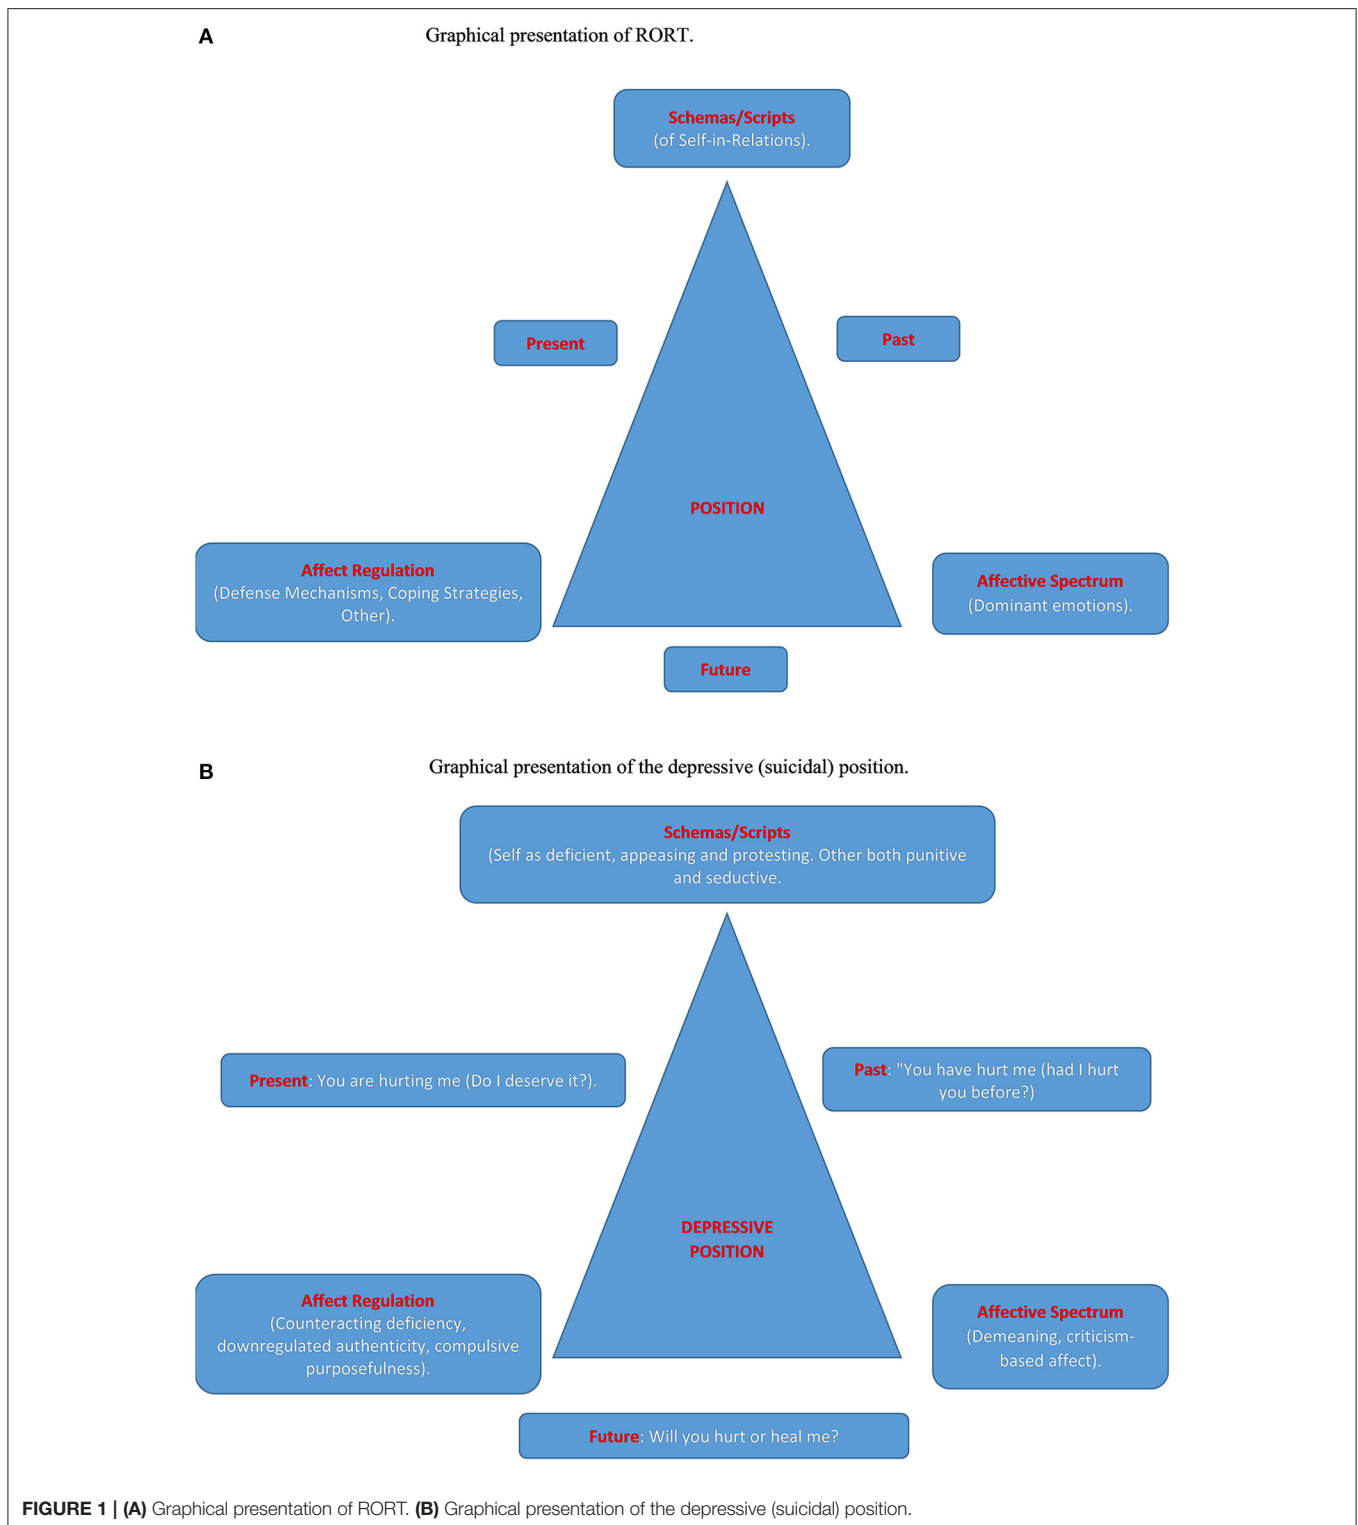 A
Graphical presentation of RORT.
Schemas/Scripts
(of Self-in-Relations).
Present
Past
POSITION
Affect Regulation
(Defense Mechanisms, Coping Strategies,
Other).
Affective Spectrum
(Dominant emotions).
Future
B
Graphical presentation of the depressive (suicidal) position.
Schemas/Scripts
(Self as deficient, appeasing and protesting. Other both punitive
and seductive.
Present: You are hurting me (Do I deserve it?).
Past: "You have hurt me (had I hurt
you before?)
DEPRESSIVE
POSITION
Affect Regulation
(Counteracting deficiency,
downregulated authenticity, compulsive
purposefulness).
Affective Spectrum
(Demeaning, criticism-
based affect).
Future: Will you hurt or heal me?
FIGURE 1 | (A) Graphical presentation of RORT. (B) Graphical presentation of the depressive (suicidal) position.